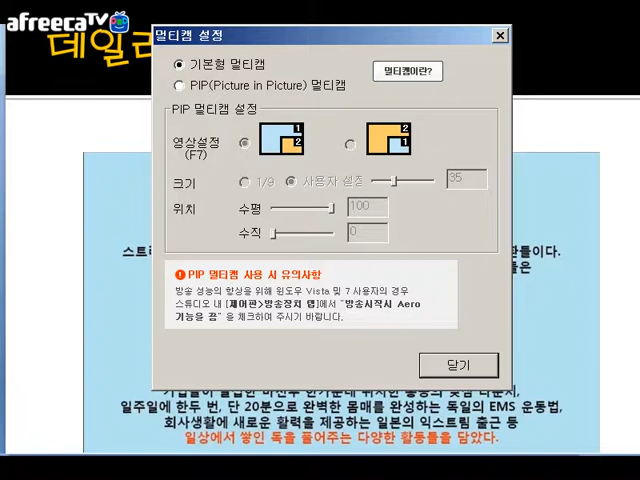 afreecaTV
데일리
멀티캠 설정
기본형 멀티캠
멀티캠이란?
PIP(Picture in Picture) 멀티캠
PIP 멀티캠 설정
영상설정
(F7)
1
2
2
1
크기
1/9
사용자 설정
35
위치
수평
100
수직
0
PIP 멀티캠 사용 시 유의사항
방송 성능의 향상을 위해 윈도우 Vista 및 7 사용자의 경우
스튜디오 내 [제어판>방송장치 탭]에서 "방송시작시 Aero
기능을 끔" 을 체크하여 주시기 바랍니다.
닫기
일주일에 한두 번, 단 20분으로 완벽한 몸매를 완성하는 독일의 EMS 운동법,
회사생활에 새로운 활력을 제공하는 일본의 익스트림 출근 등
일상에서 쌓인 독을 풀어주는 다양한 활동들을 담았다.